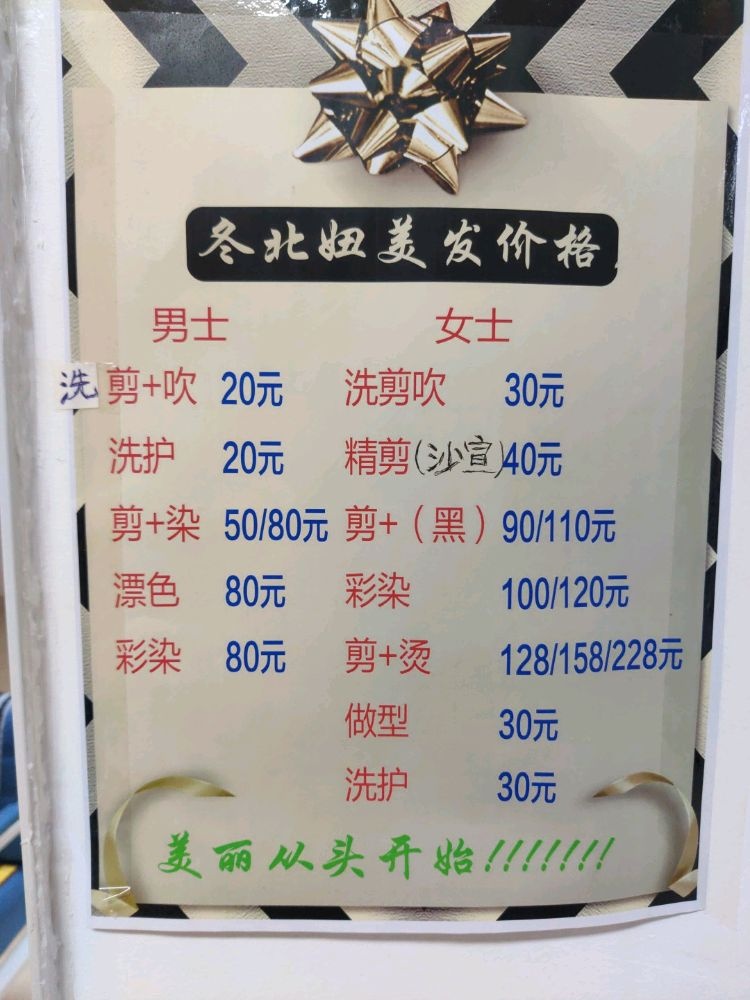 冬北妞美发价格
男士 女士
洗剪+吹 20元 洗剪吹 30元
洗护 20元 精剪(沙宣)40元
剪+染 50/80元 剪+（黑）90/110元
漂色 80元 彩染 100/120元
彩染 80元 剪+烫 128/158/228元
做型 30元
洗护 30元
美丽从头开始!!!!!!!